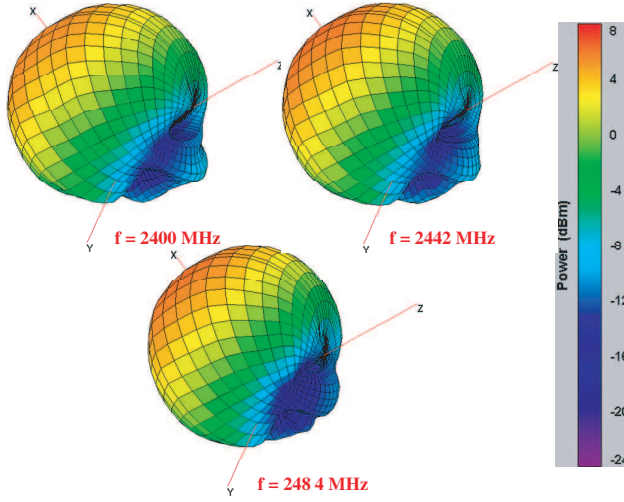 X
Z
Y
f = 2400 MHz
X
Z
Y
f = 2442 MHz
X
Z
Y
f = 248 4 MHz
Power (dBm)
8
4
0
-4
-8
-12
-16
-20
-24